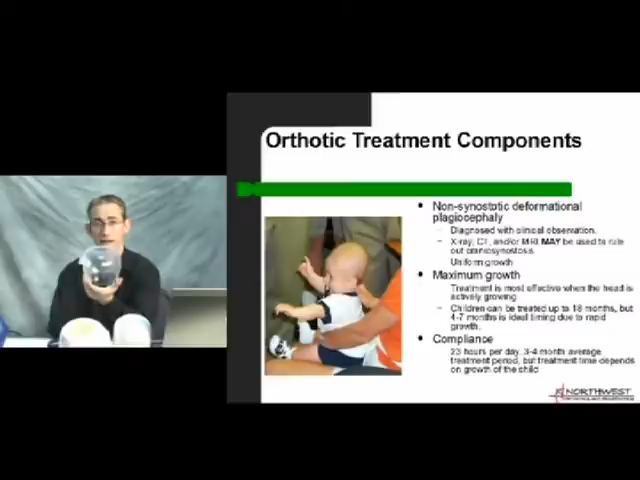 Orthotic Treatment Components
• Non-synostotic deformational
plagiocephaly
– Diagnosed with clinical observation.
– X-ray, CT, and/or MRI MAY be used to rule
out craniosynostosis.
Uniform growth
• Maximum growth
Treatment is most effective when the head is
actively growing
– Children can be treated up to 18 months, but
4-7 months is ideal timing due to rapid
growth.
• Compliance
23 hours per day, 3-4 month average
treatment period, but treatment time depends
on growth of the child
NORTHWEST